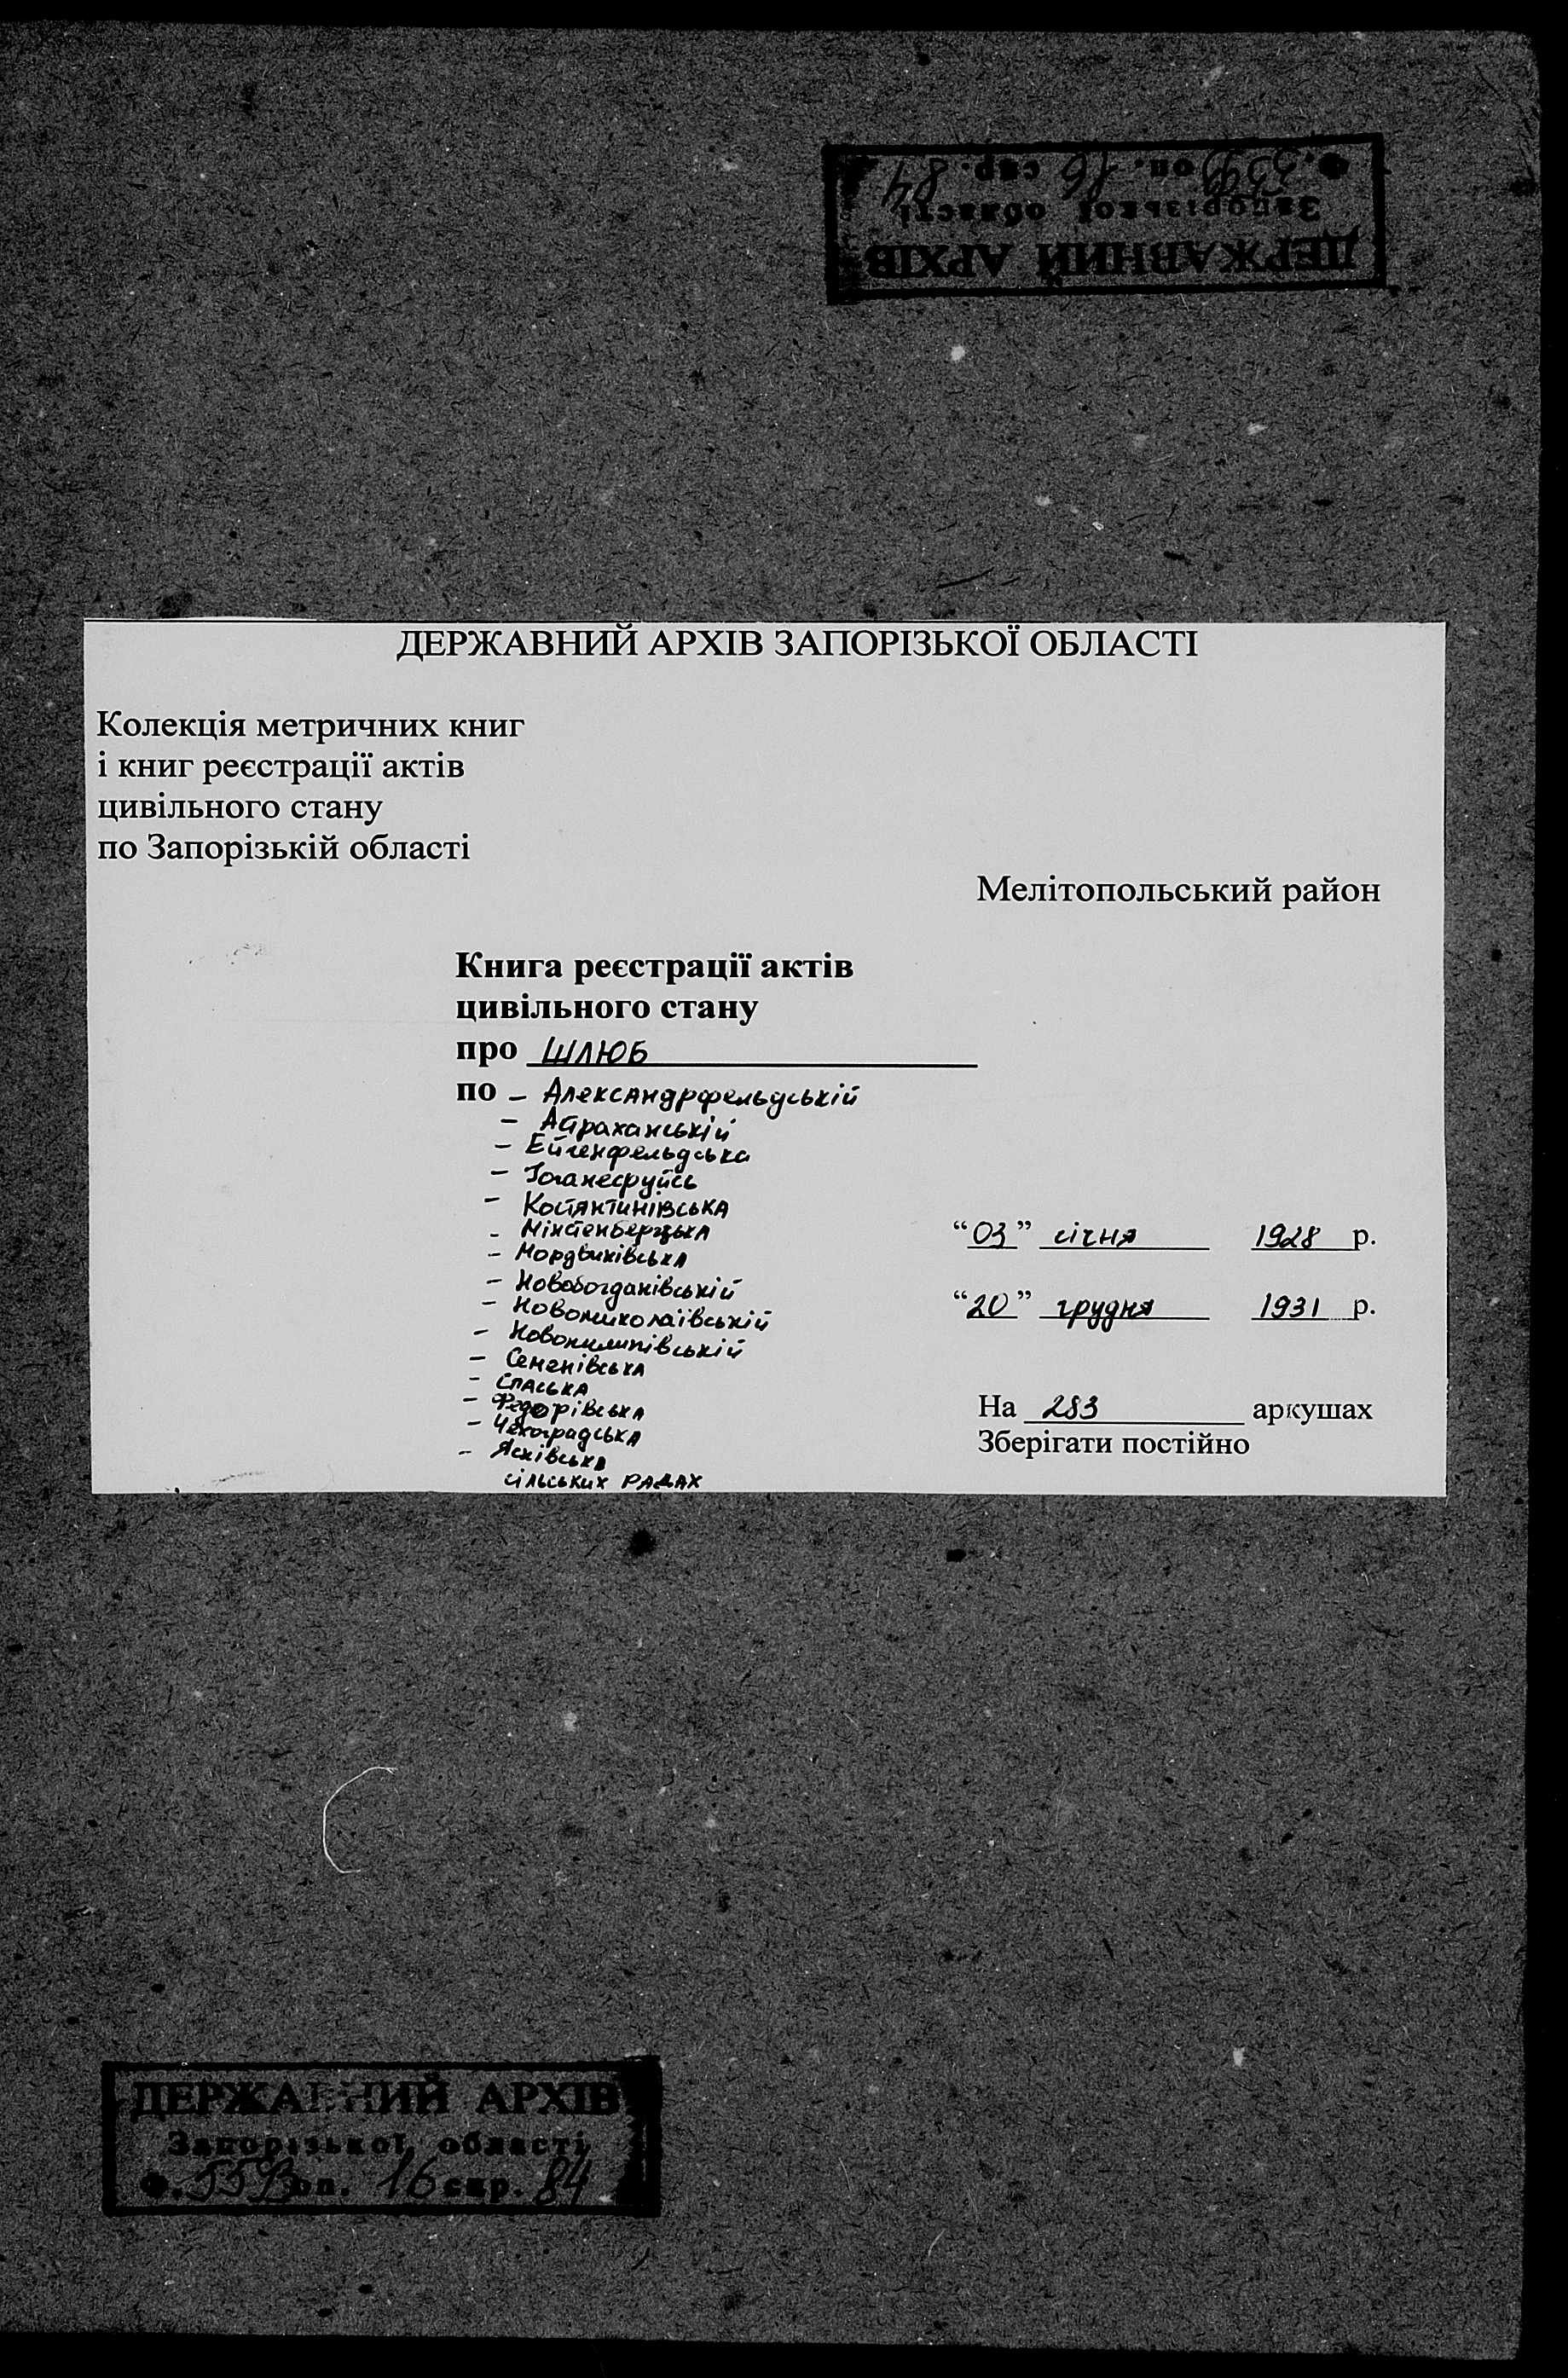 Ф. 5593 оп. 16 спр. 84
Запорізької області
ДЕРЖАВНИЙ АРХІВ
ДЕРЖАВНИЙ АРХІВ ЗАПОРІЗЬКОЇ ОБЛАСТІ
Колекція метричних книг
і книг реєстрації актів
цивільного стану
по Запорізькій області
Мелітопольський район
Книга реєстрації актів
цивільного стану
про ШЛЮБ
по – Александрфельдській
– Астраханській
– Ейгенфельдська
– Іоганесруйсь
– Костянтинівська
– Мінстенберзька
– Мордвинівська
– Новобогданівській
– Новомиколаївській
– Новопилипівській
– Семенівська
– Спаська
– Федорівська
– Чехоградська
– Яснівська
сільських радах
“03” січня 1928 р.
“20” грудня 1931 р.
На 283 аркушах
Зберігати постійно
ДЕРЖАВНИЙ АРХІВ
Запорізької області
Ф. 5593 оп. 16 спр. 84